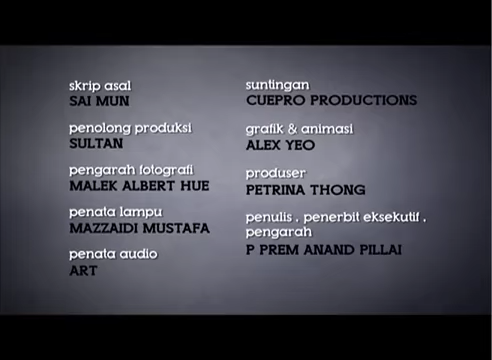 skrip asal
SAI MUN
penolong produksi
SULTAN
pengarah fotografi
MALEK ALBERT HUE
penata lampu
MAZZAIDI MUSTAFA
penata audio
ART
suntingan
CUEPRO PRODUCTIONS
grafik & animasi
ALEX YEO
produser
PETRINA THONG
penulis , penerbit eksekutif ,
pengarah
P PREM ANAND PILLAI